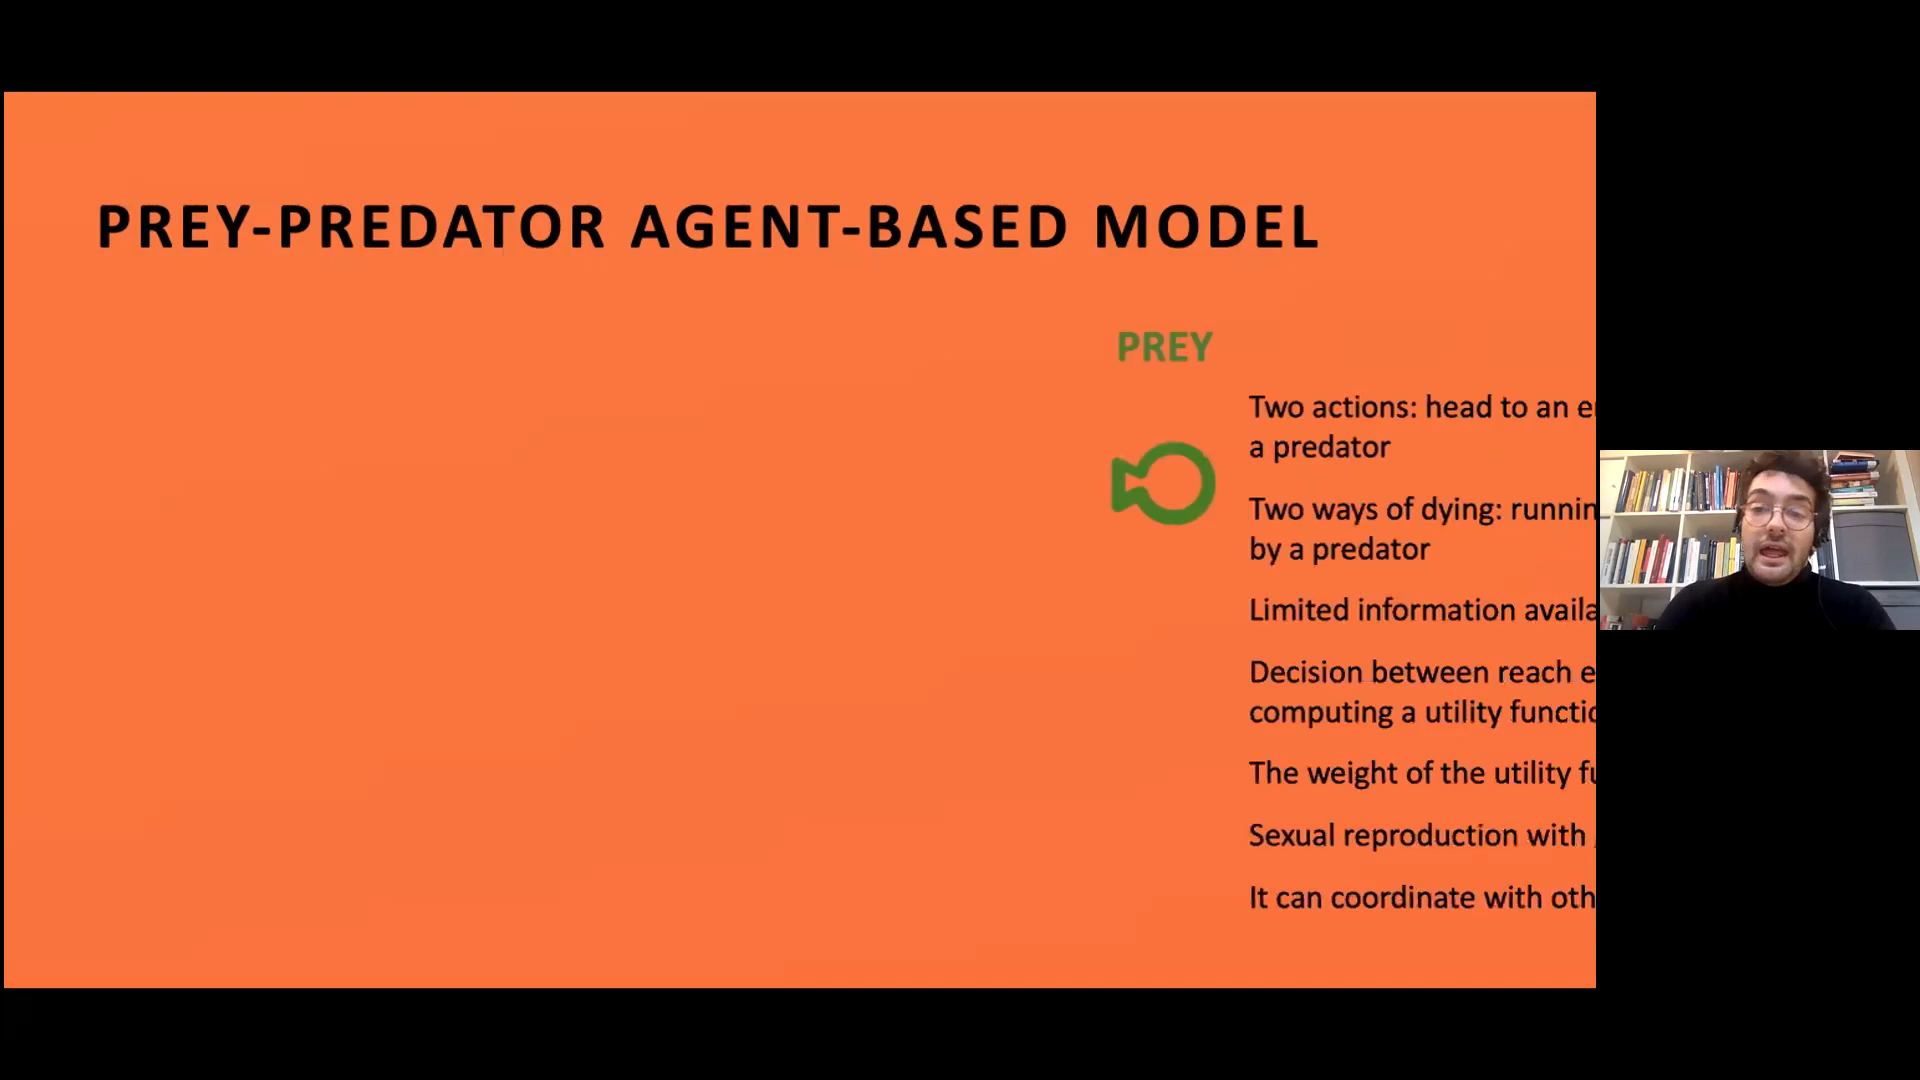 PREY-PREDATOR AGENT-BASED MODEL
PREY
Two actions: head to an
a predator
Two ways of dying:
by a predator
Limited information
Decision between reach
computing a utility
The weight of the utility
Sexual reproduction with
It can coordinate with